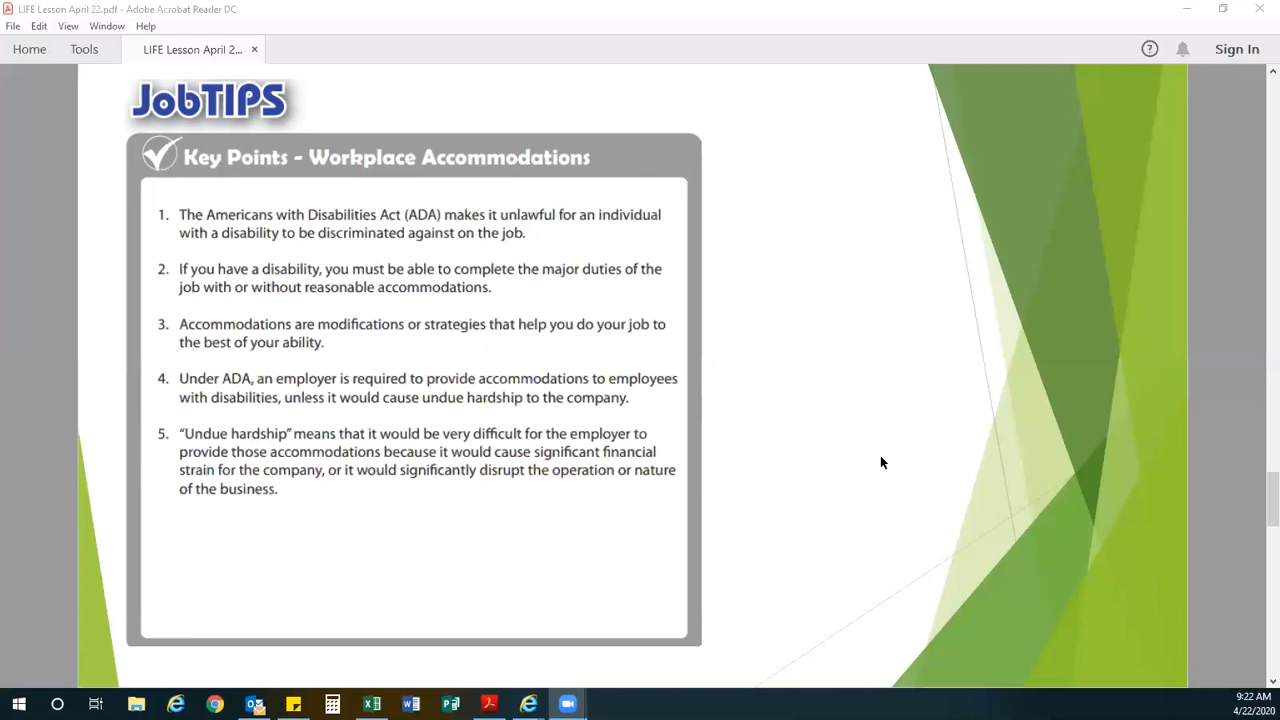 LIFE Lesson April 22.pdf - Adobe Acrobat Reader DC
File Edit View Window Help
Home Tools LIFE Lesson April 2... × ? Sign In
JobTIPS
Key Points - Workplace Accommodations
1. The Americans with Disabilities Act (ADA) makes it unlawful for an individual
with a disability to be discriminated against on the job.
2. If you have a disability, you must be able to complete the major duties of the
job with or without reasonable accommodations.
3. Accommodations are modifications or strategies that help you do your job to
the best of your ability.
4. Under ADA, an employer is required to provide accommodations to employees
with disabilities, unless it would cause undue hardship to the company.
5. “Undue hardship” means that it would be very difficult for the employer to
provide those accommodations because it would cause significant financial
strain for the company, or it would significantly disrupt the operation or nature
of the business.
9:22 AM
4/22/2020